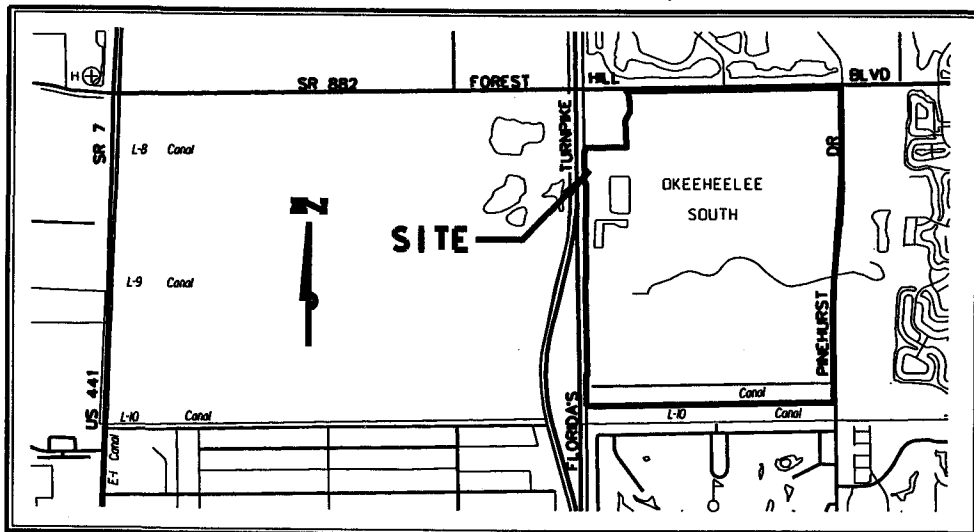 H
SR 882
FOREST
HILL
BLVD
SR 7
L-8 Canal
TURNPIKE
DR
OKEEHEELEE
SOUTH
N
SITE
L-9 Canal
PINEHURST
US 441
Canal
L-10 Canal
L-10 Canal
FLORIDA'S
E-1 Canal